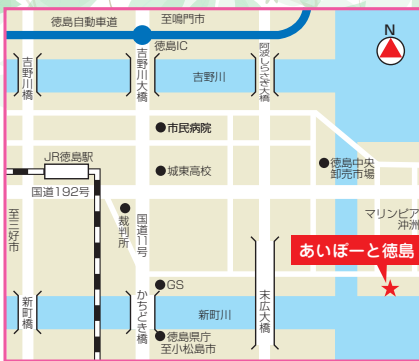 徳島自動車道
至鳴門市
N
徳島IC
吉野川橋
吉野川大橋
阿波しらさぎ大橋
吉野川
市民病院
JR徳島駅
城東高校
徳島中央
卸売市場
国道192号
至三好市
裁判所
国道11号
マリンピア
沖洲
あいぽーと徳島
GS
新町橋
かちどき橋
新町川
末広大橋
徳島県庁
至小松島市